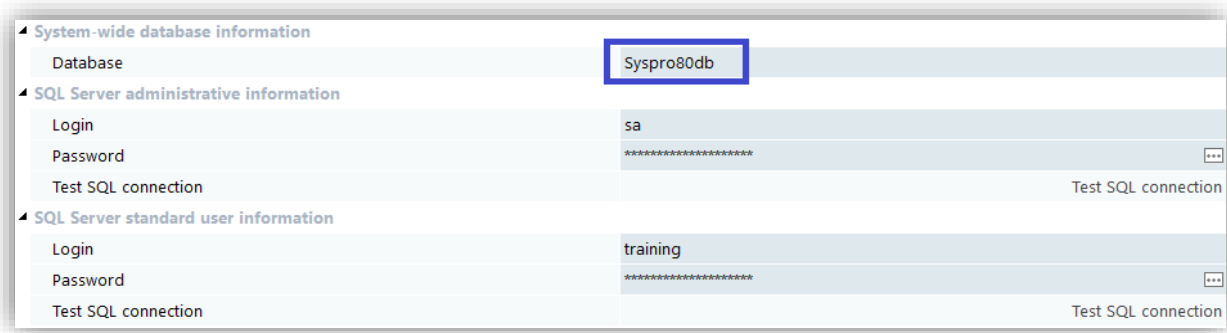 System-wide database information
Database Syspro80db
SQL Server administrative information
Login sa
Password ********************
Test SQL connection Test SQL connection
SQL Server standard user information
Login training
Password ********************
Test SQL connection Test SQL connection